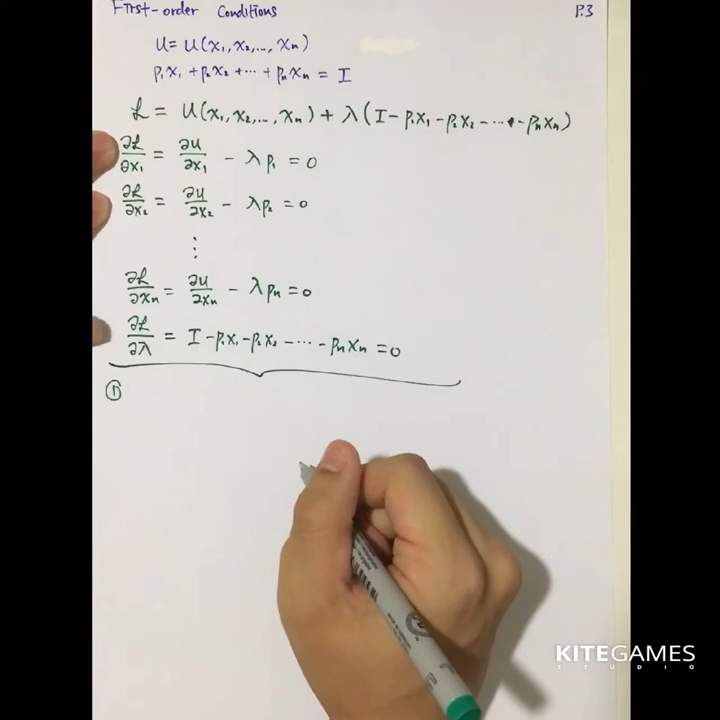 First-order Conditions P.3
U = U(x₁, x₂, ..., xₙ)
p₁x₁ + p₂x₂ + ... + pₙxₙ = I
ℒ = U(x₁, x₂, ..., xₙ) + λ(I - p₁x₁ - p₂x₂ - ... - pₙxₙ)
∂ℒ/∂x₁ = ∂U/∂x₁ - λp₁ = 0
∂ℒ/∂x₂ = ∂U/∂x₂ - λp₂ = 0
⋮
∂ℒ/∂xₙ = ∂U/∂xₙ - λpₙ = 0
∂ℒ/∂λ = I - p₁x₁ - p₂x₂ - ... - pₙxₙ = 0
①
KITEGAMES
STUDIO